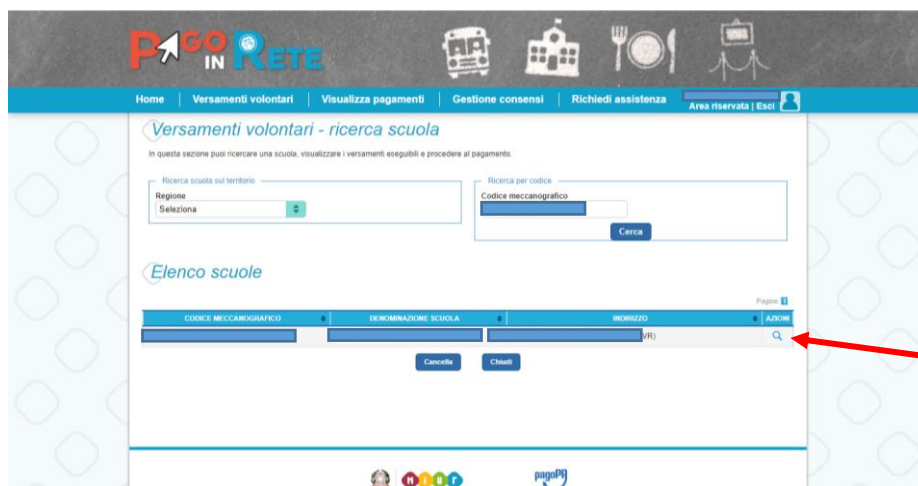 PAGO IN RETE
Home | Versamenti volontari | Visualizza pagamenti | Gestione consensi | Richiedi assistenza
Area riservata | Esci
Versamenti volontari - ricerca scuola
In questa sezione puoi ricercare una scuola, visualizzare i versamenti eseguibili e procedere al pagamento.
Ricerca scuola sul territorio
Regione
Seleziona
Ricerca per codice
Codice meccanografico
Cerca
Elenco scuole
Pagine 1
CODICE MECCANOGRAFICO DENOMINAZIONE SCUOLA INDIRIZZO AZIONI
VR)
Cancella Chiudi
Miur pagoPA